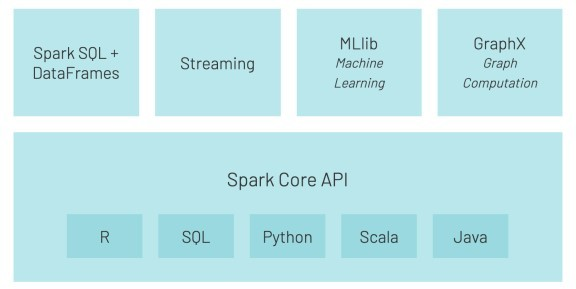 Spark SQL +
DataFrames
Streaming
MLlib
Machine
Learning
GraphX
Graph
Computation
Spark Core API
R
SQL
Python
Scala
Java